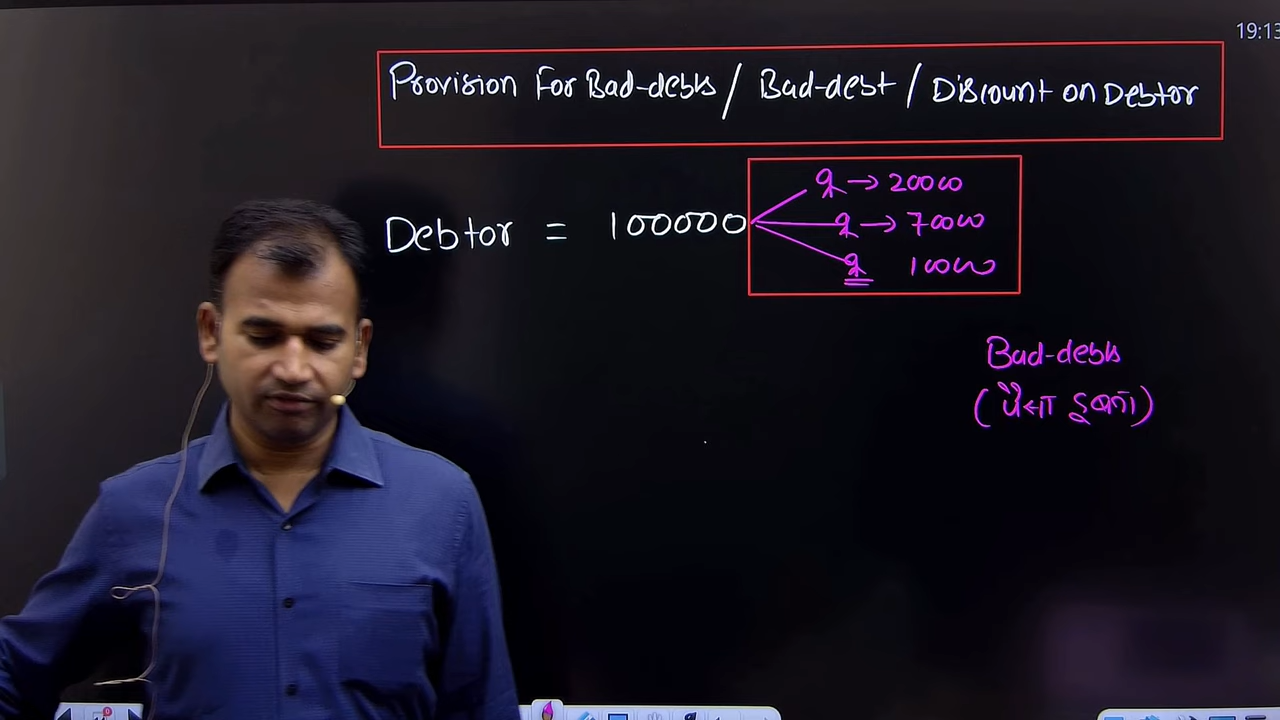 19:13
Provision For Bad-debts / Bad-debt / Discount on Debtor
Debtor = 100000
→ 20000
→ 70000
10000
Bad-debts
(पैसा डूबना)